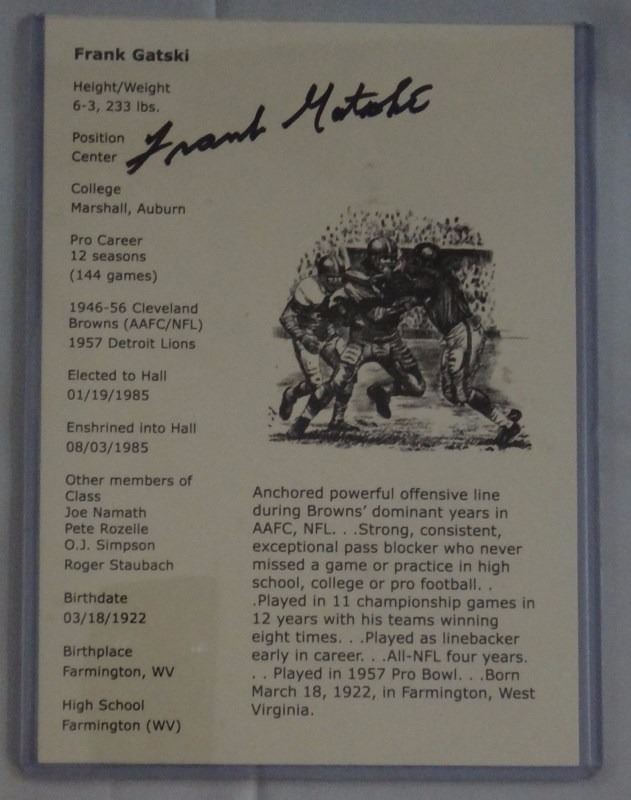 Frank Gatski
Height/Weight
6-3, 233 lbs.
Frank Gatski
Position
Center
College
Marshall, Auburn
Pro Career
12 seasons
(144 games)
1946-56 Cleveland
Browns (AAFC/NFL)
1957 Detroit Lions
Elected to Hall
01/19/1985
Enshrined into Hall
08/03/1985
Other members of
Class
Joe Namath
Pete Rozelle
O.J. Simpson
Roger Staubach
Birthdate
03/18/1922
Birthplace
Farmington, WV
High School
Farmington (WV)
Anchored powerful offensive line
during Browns' dominant years in
AAFC, NFL. . .Strong, consistent,
exceptional pass blocker who never
missed a game or practice in high
school, college or pro football. .
.Played in 11 championship games in
12 years with his teams winning
eight times. . .Played as linebacker
early in career. . .All-NFL four years.
. . Played in 1957 Pro Bowl. . .Born
March 18, 1922, in Farmington, West
Virginia.